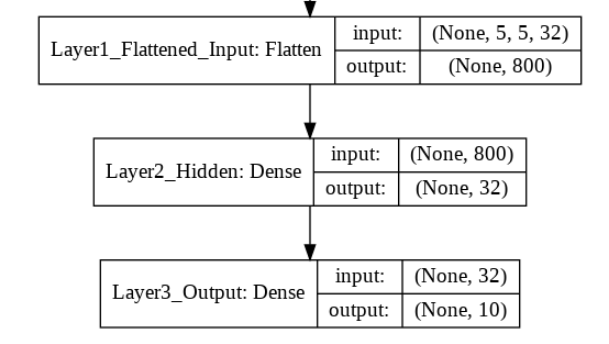 Layer1_Flattened_Input: Flatten
input:
(None, 5, 5, 32)
output:
(None, 800)
Layer2_Hidden: Dense
input:
(None, 800)
output:
(None, 32)
Layer3_Output: Dense
input:
(None, 32)
output:
(None, 10)